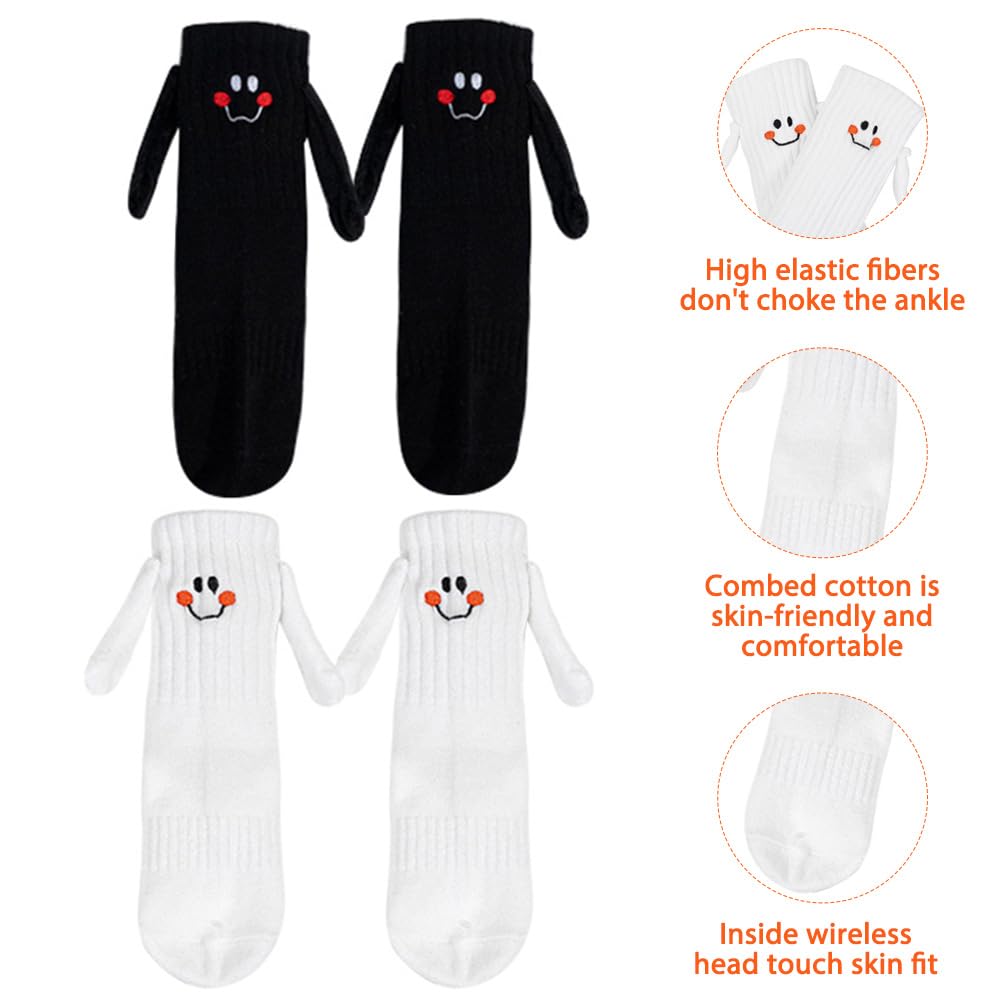 High elastic fibers
don't choke the ankle
Combed cotton is
skin-friendly and
comfortable
Inside wireless
head touch skin fit